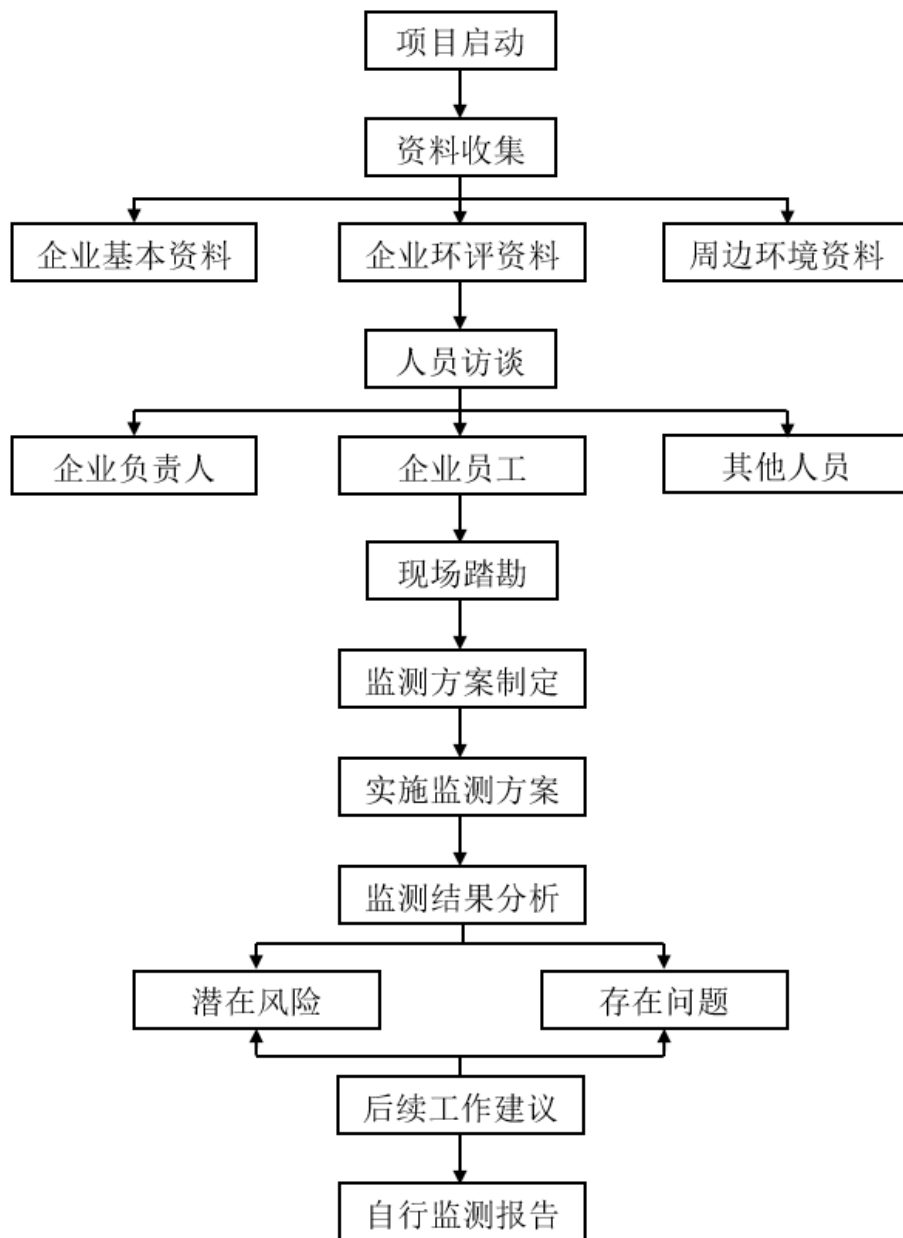 项目启动
资料收集
企业基本资料
企业环评资料
周边环境资料
人员访谈
企业负责人
企业员工
其他人员
现场踏勘
监测方案制定
实施监测方案
监测结果分析
潜在风险
存在问题
后续工作建议
自行监测报告